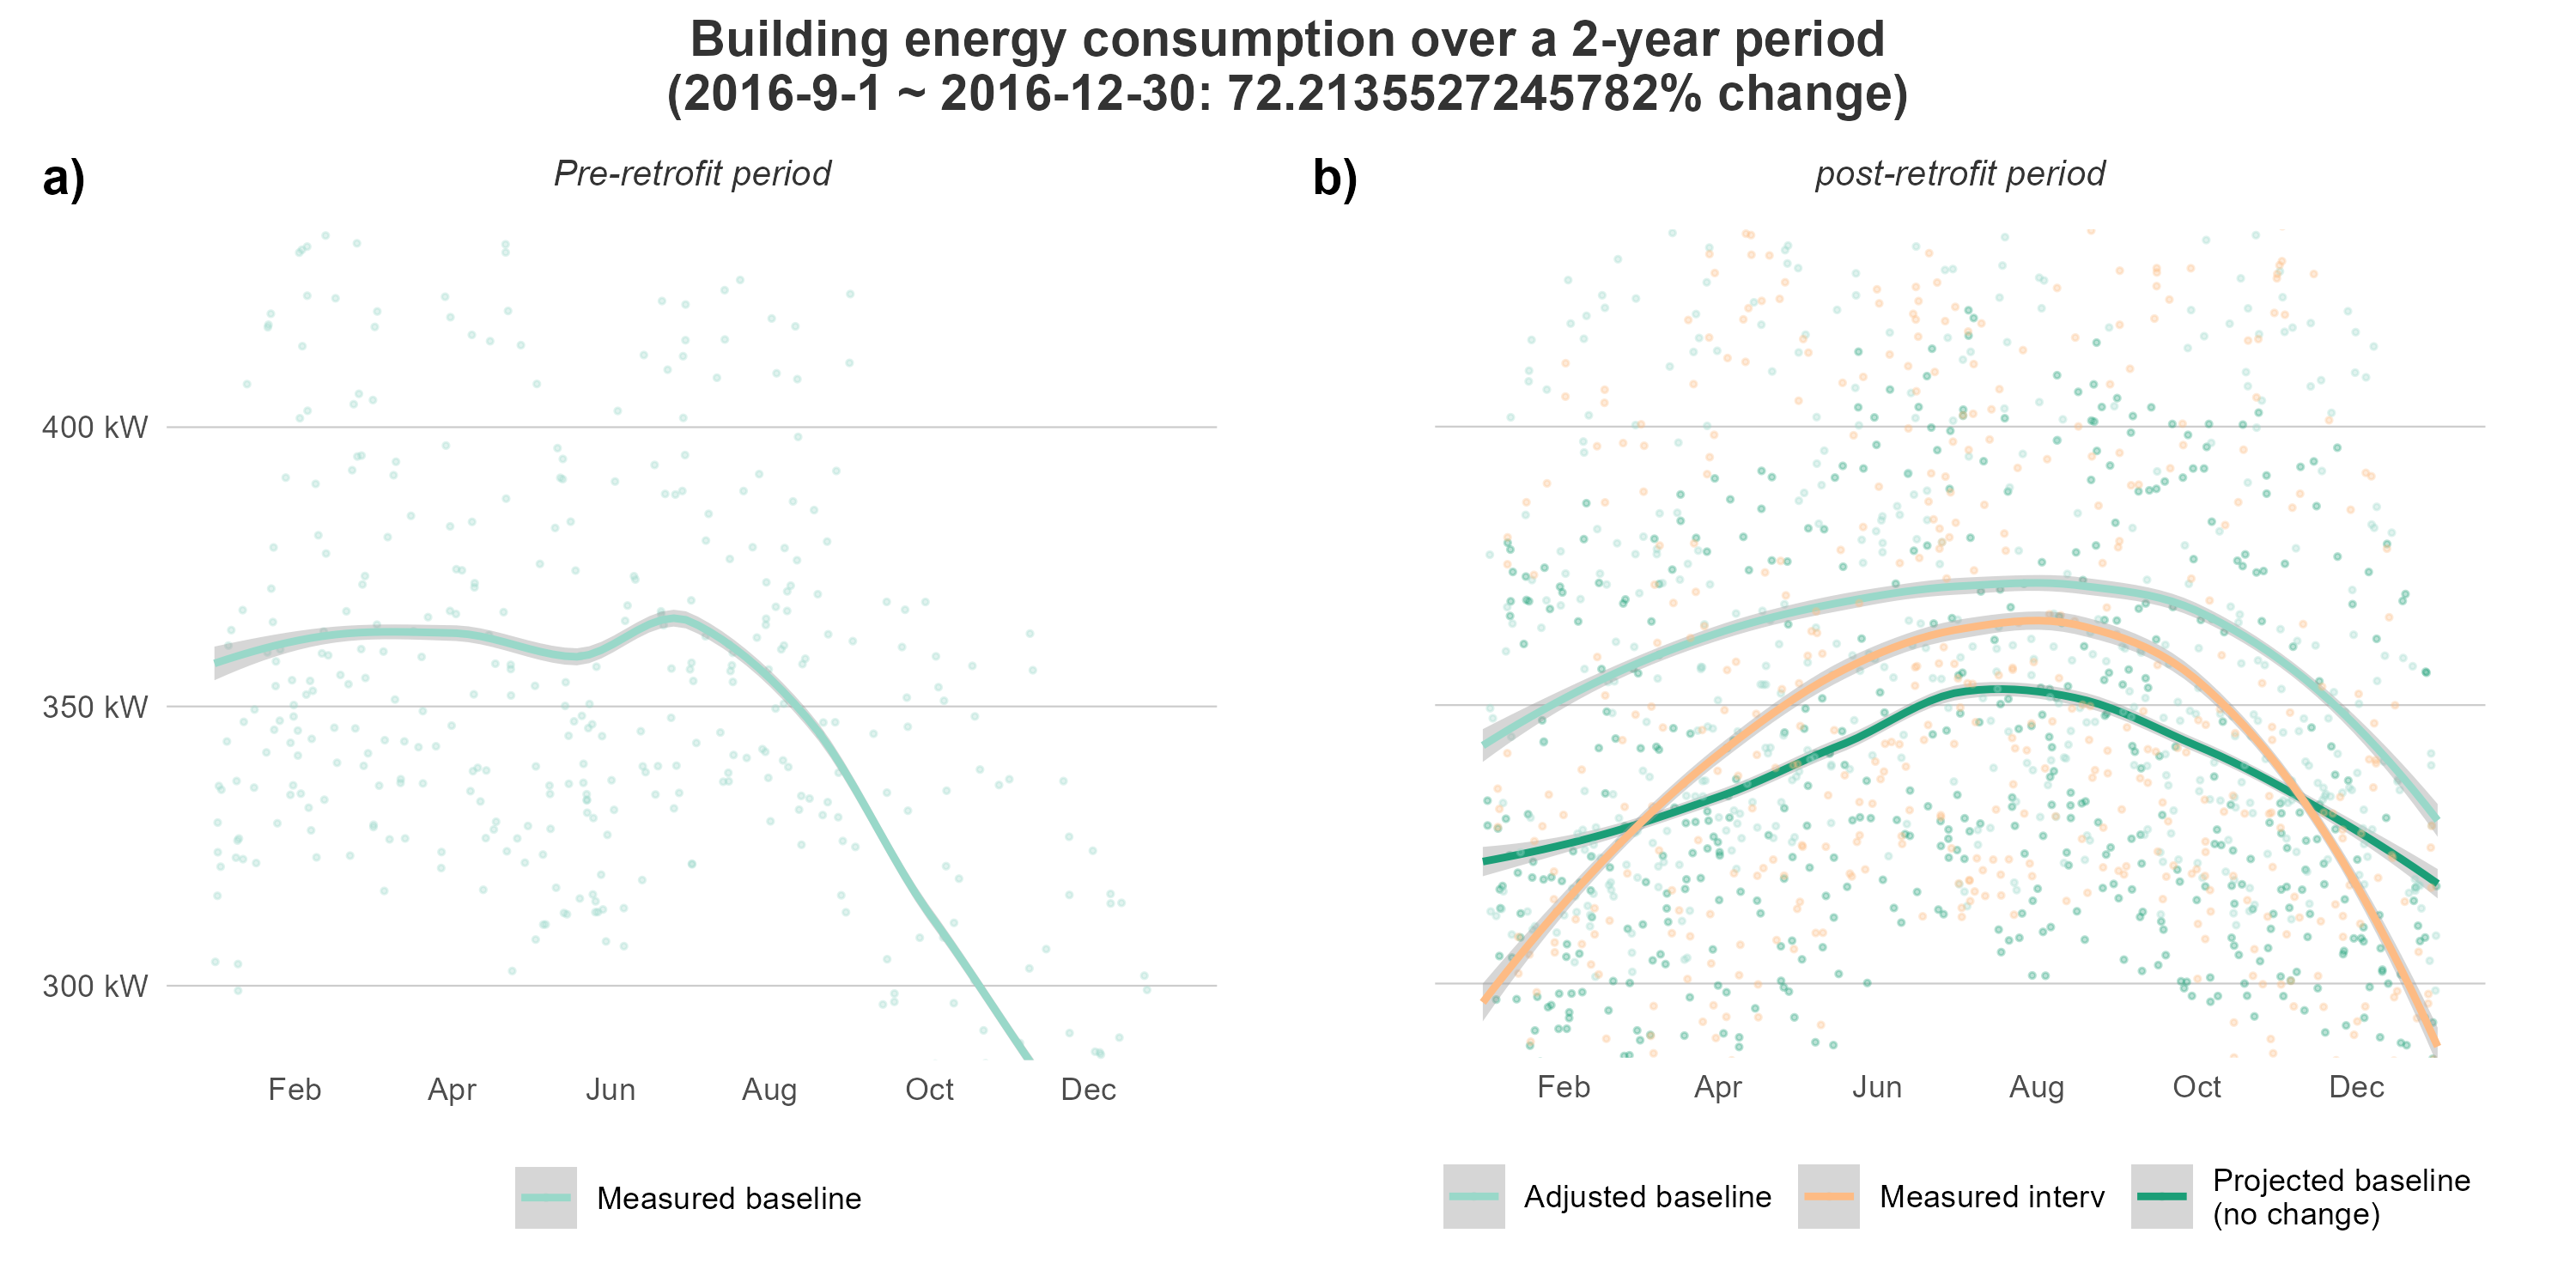 Building energy consumption over a 2-year period
(2016-9-1 ~ 2016-12-30: 72.2135527245782% change)
a)
Pre-retrofit period
400 kW
350 kW
300 kW
Feb Apr Jun Aug Oct Dec
Measured baseline
b)
post-retrofit period
Feb Apr Jun Aug Oct Dec
Adjusted baseline
Measured interv
Projected baseline
(no change)